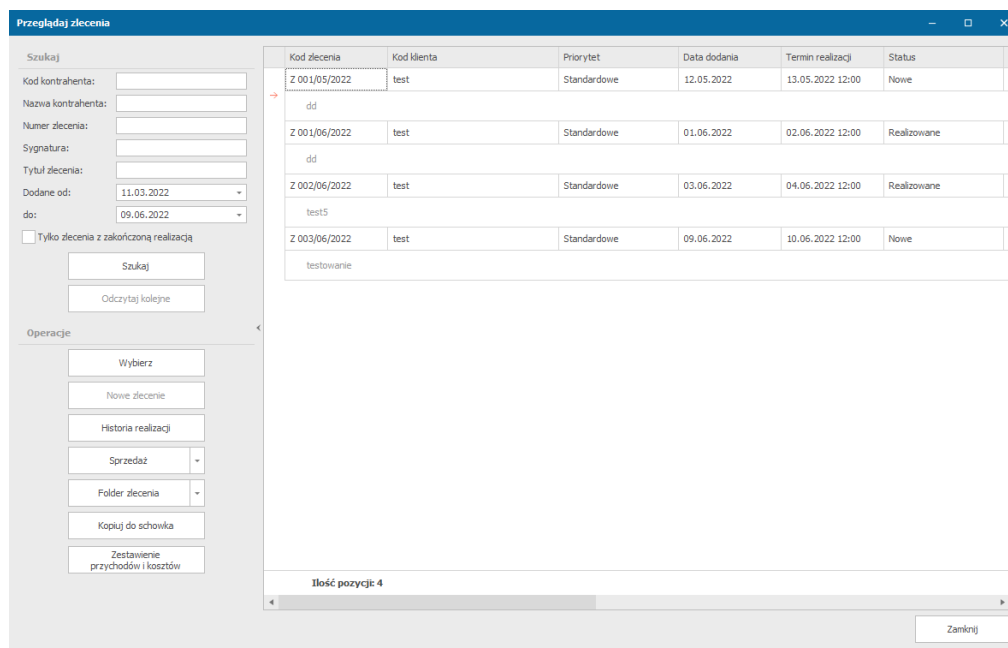 Przeglądaj zlecenia
Szukaj
Kod kontrahenta:
Nazwa kontrahenta:
Numer zlecenia:
Sygnatura:
Tytuł zlecenia:
Dodane od: 11.03.2022
do: 09.06.2022
Tylko zlecenia z zakończoną realizacją
Szukaj
Odczytaj kolejne
Operacje
Wybierz
Nowe zlecenie
Historia realizacji
Sprzedaż
Folder zlecenia
Kopiuj do schowka
Zestawienie
przychodów i kosztów
Kod zlecenia Kod klienta Priorytet Data dodania Termin realizacji Status
Z 001/05/2022 test Standardowe 12.05.2022 13.05.2022 12:00 Nowe
dd
Z 001/06/2022 test Standardowe 01.06.2022 02.06.2022 12:00 Realizowane
dd
Z 002/06/2022 test Standardowe 03.06.2022 04.06.2022 12:00 Realizowane
test5
Z 003/06/2022 test Standardowe 09.06.2022 10.06.2022 12:00 Nowe
testowanie
Ilość pozycji: 4
Zamknij